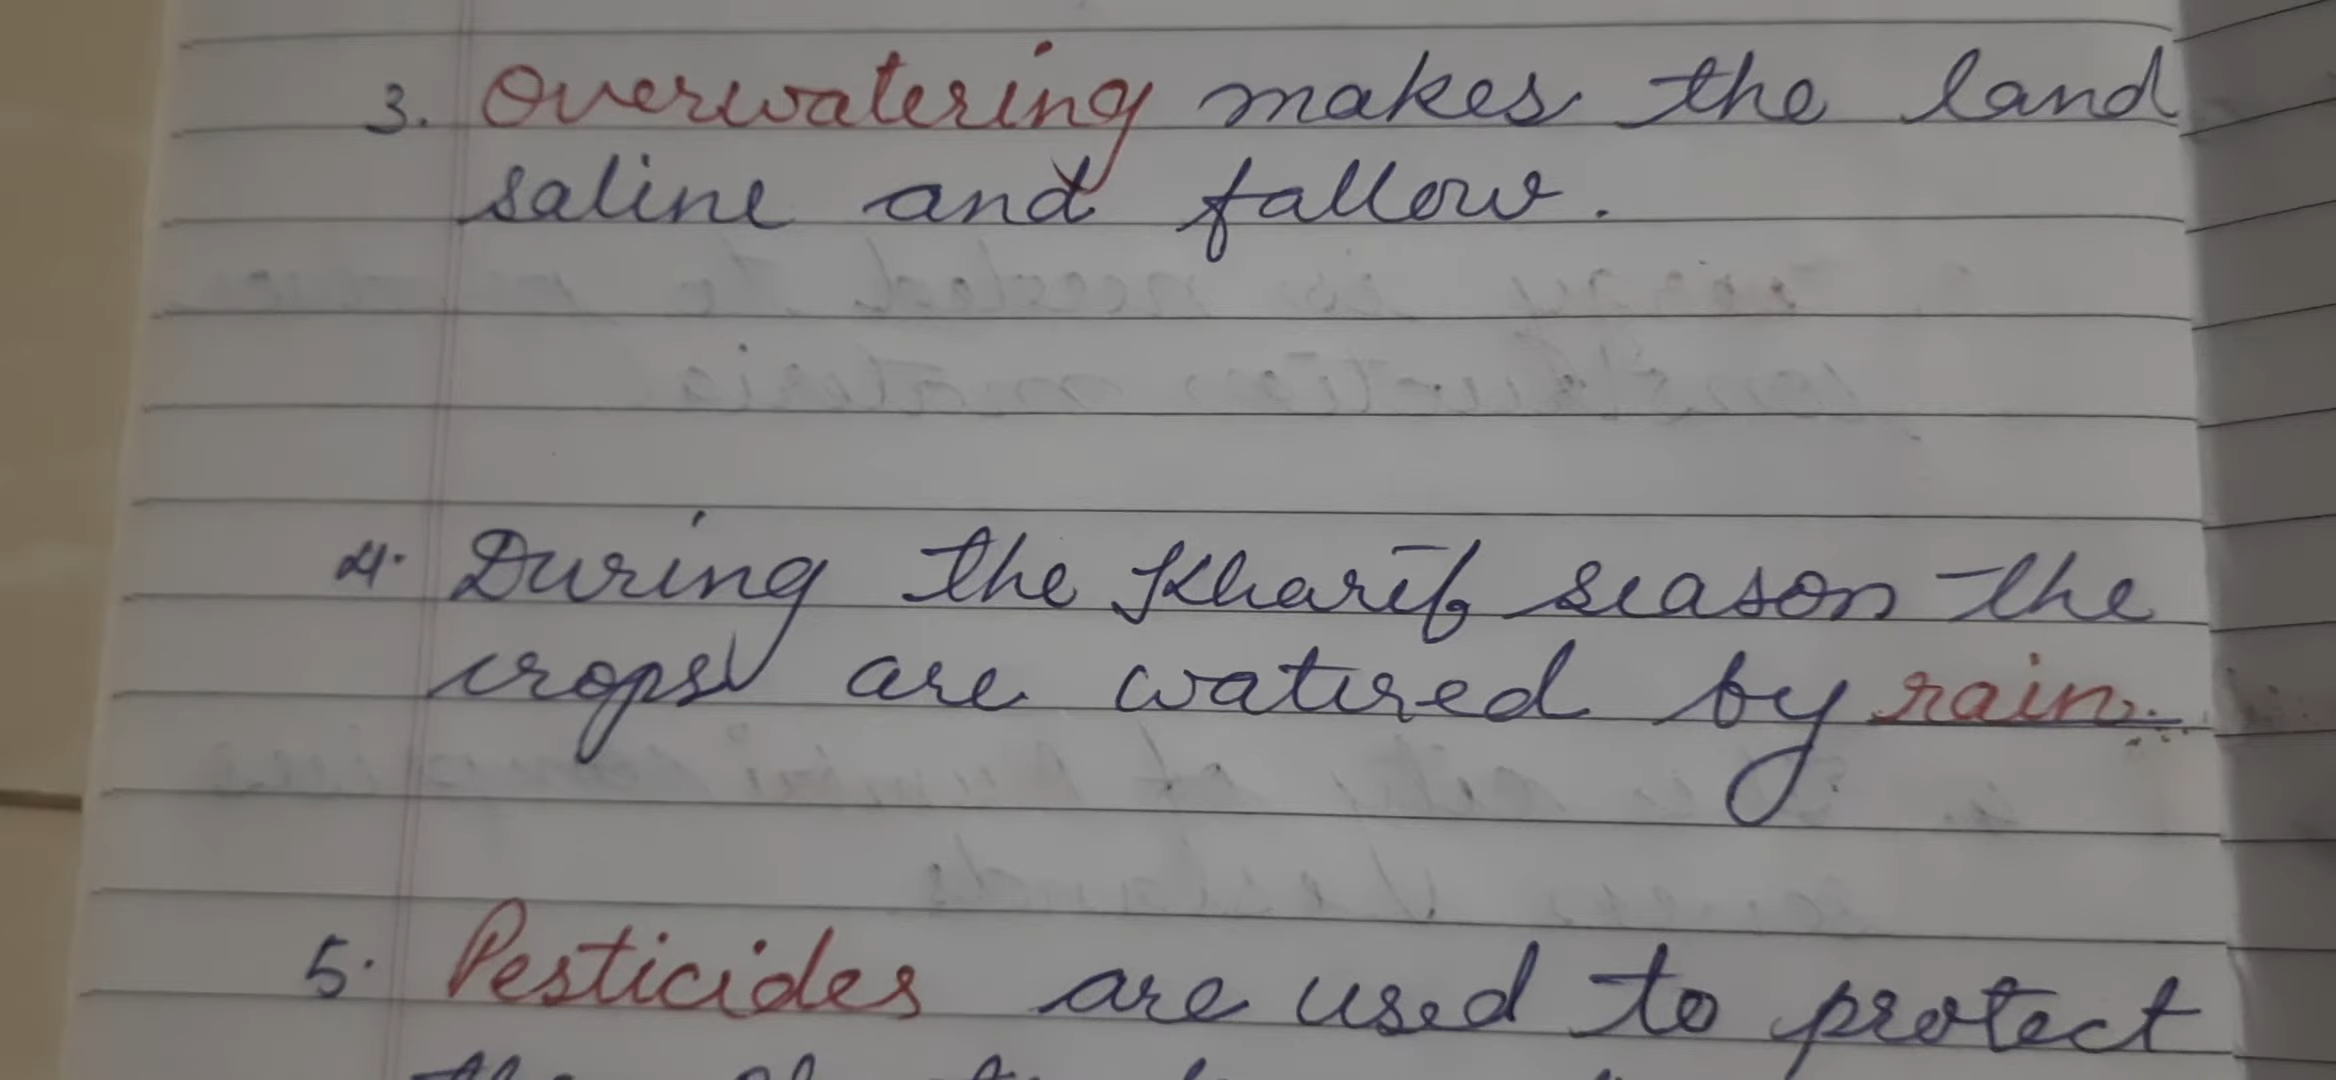 3. Overwatering makes the land
saline and fallow.
4. During the Kharif season the
crops are watered by rain.
5. Pesticides are used to protect